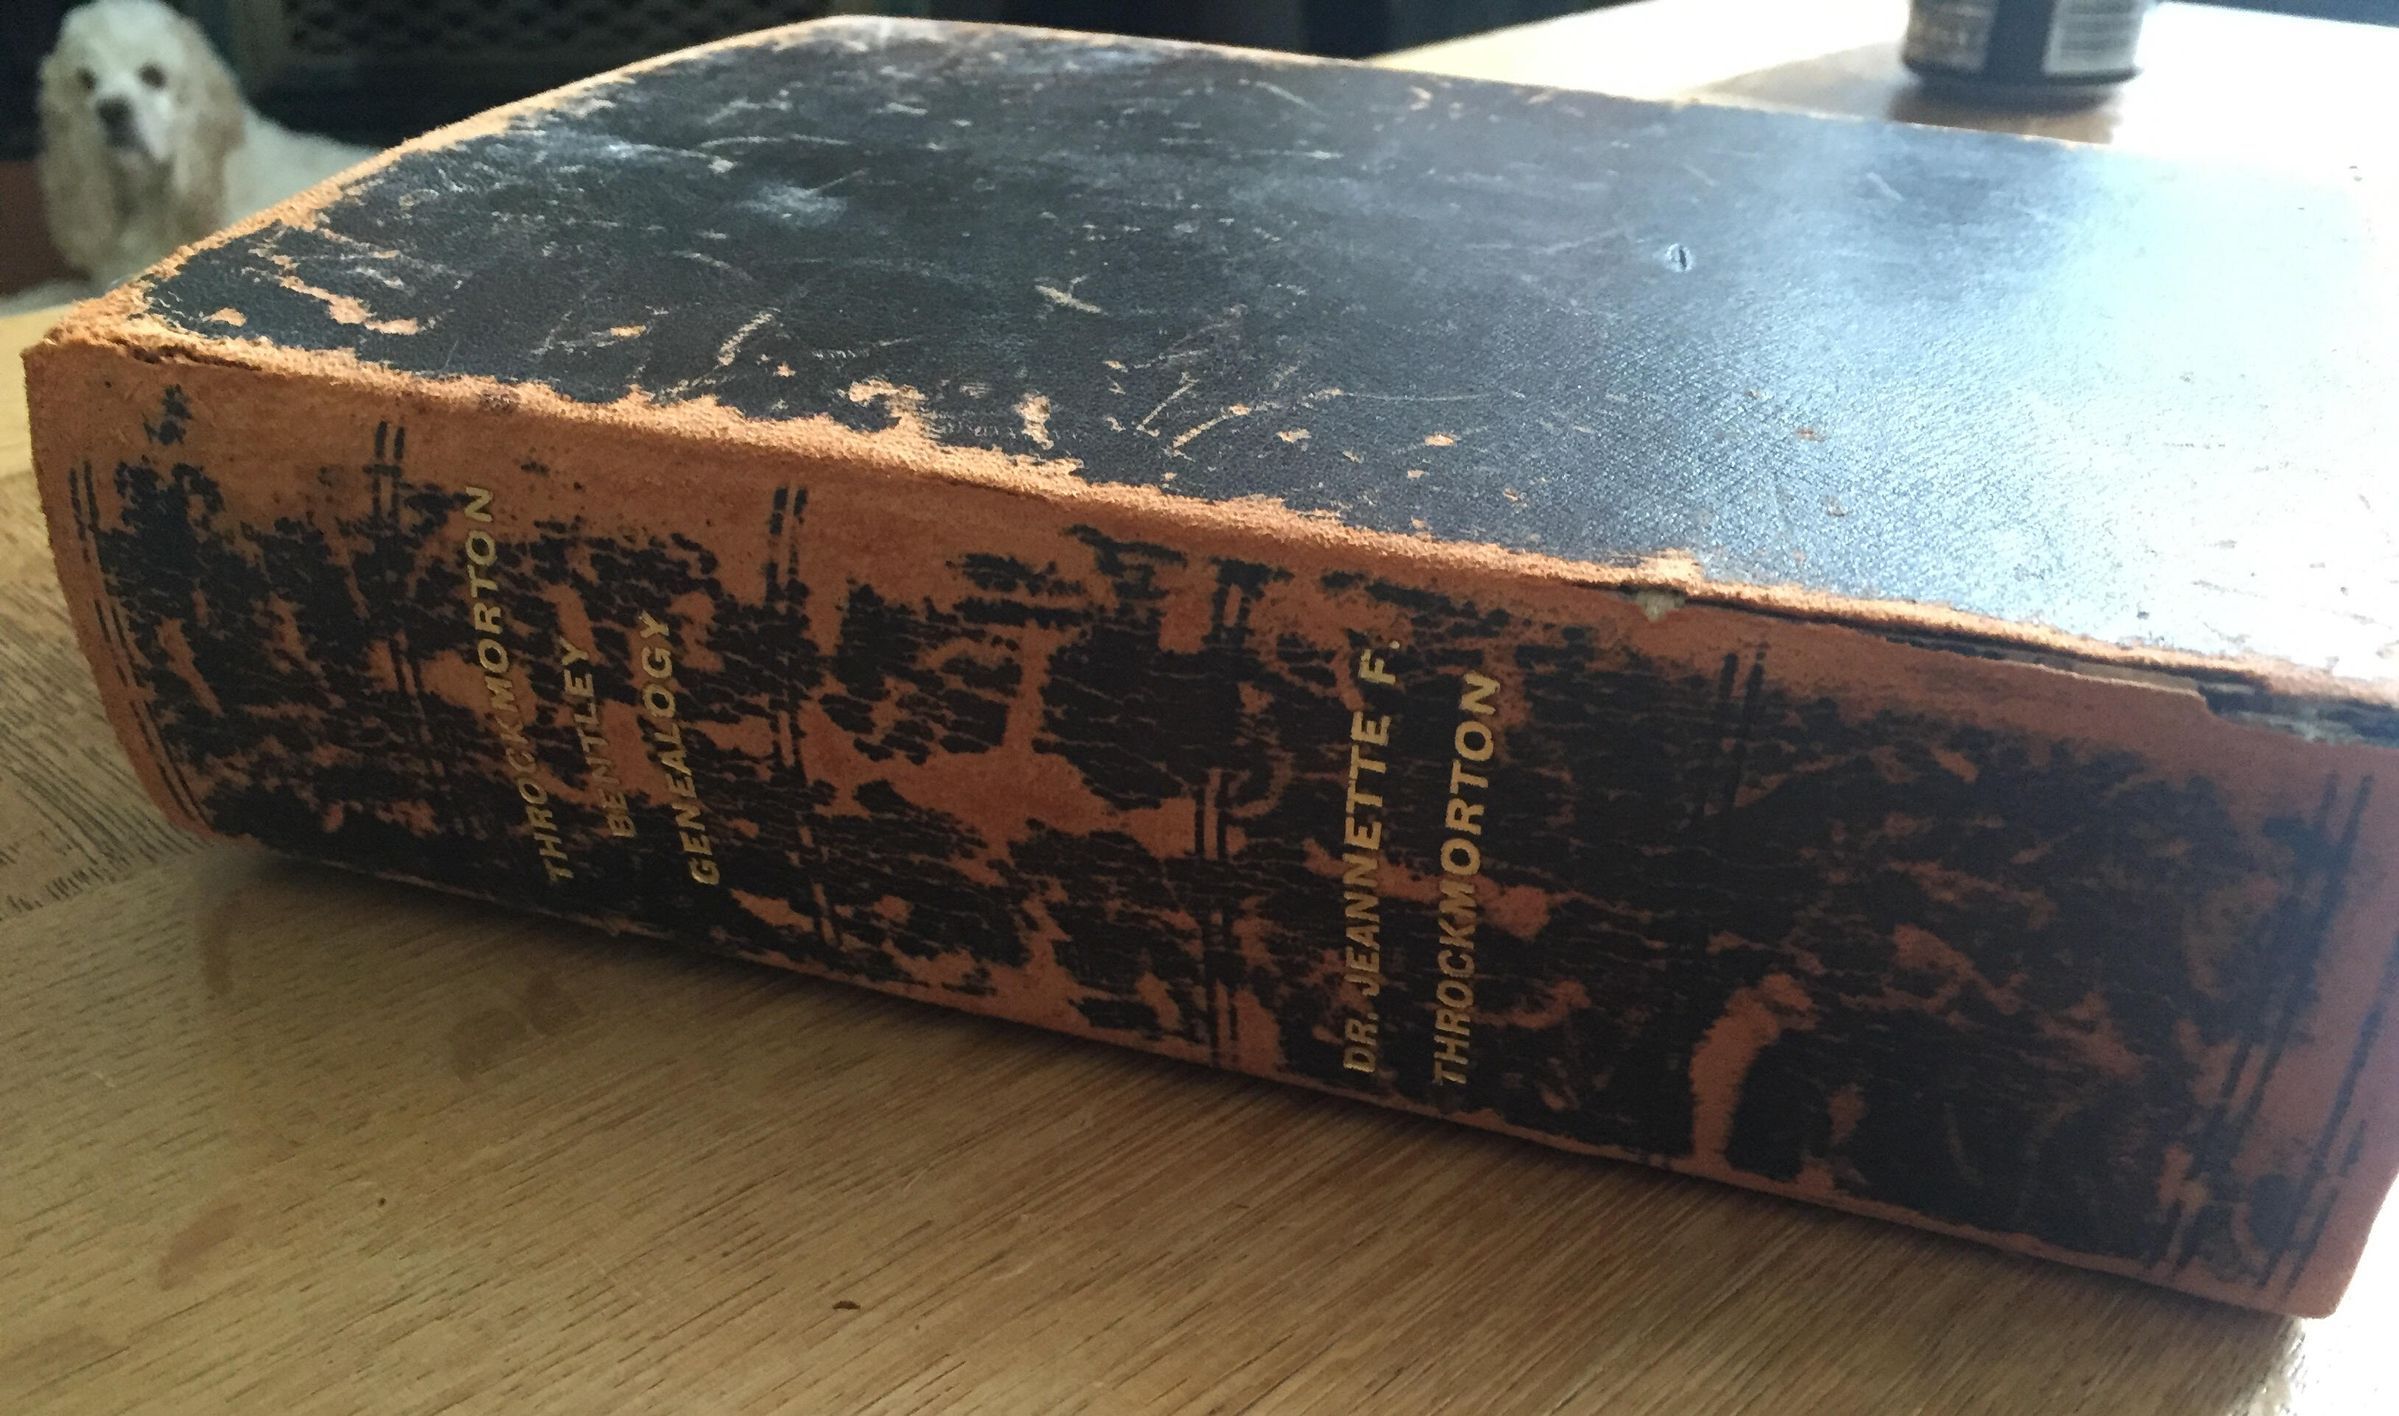 THROCKMORTON
BENTLEY
GENEALOGY
DR. JEANNETTE F.
THROCKMORTON